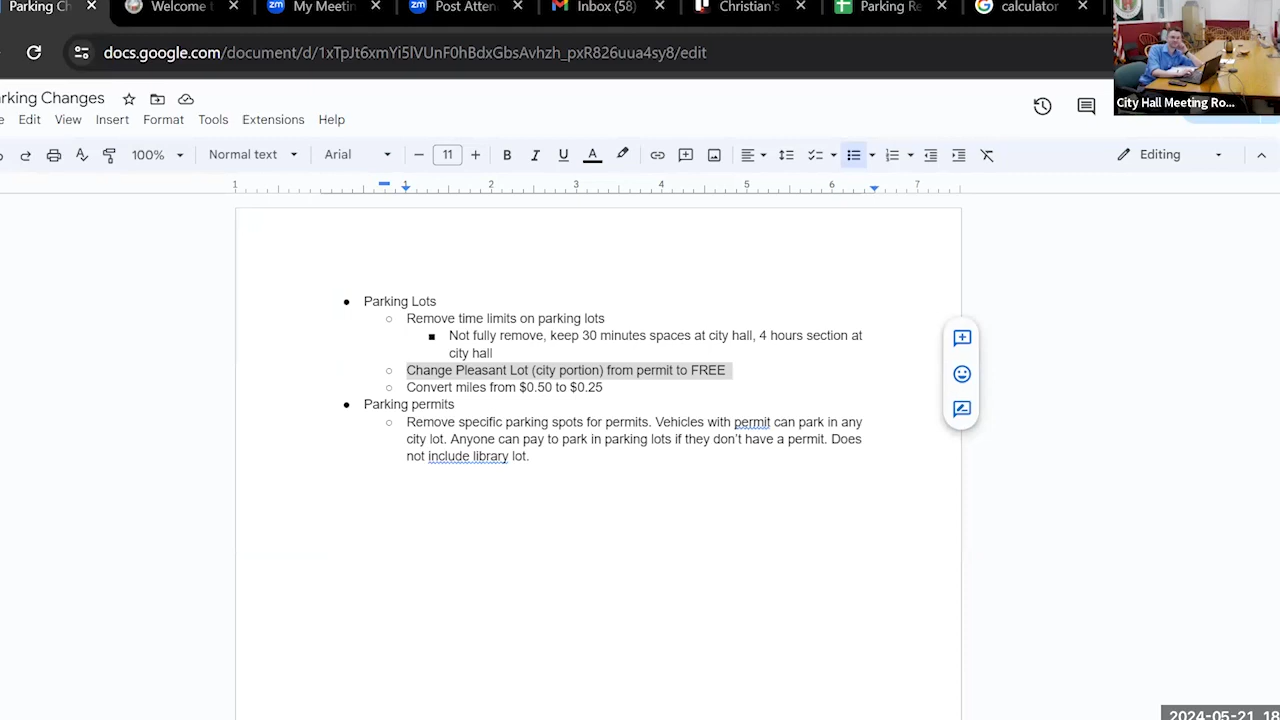 Parking Ch
Welcome t
My Meetin
Post Atten
Inbox (58)
Christian's
Parking Re
calculator
docs.google.com/document/d/1xTpJt6xmYi5lVUnF0hBdxGhsAvhzh_pxR826uua4sy8/edit
City Hall Meeting Ro...
arking Changes
e Edit View Insert Format Tools Extensions Help
100% Normal text Arial 11 B I U A Editing
1 1 2 3 4 5 6 7
● Parking Lots
○ Remove time limits on parking lots
■ Not fully remove, keep 30 minutes spaces at city hall, 4 hours section at
city hall
○ Change Pleasant Lot (city portion) from permit to FREE
○ Convert miles from $0.50 to $0.25
● Parking permits
○ Remove specific parking spots for permits. Vehicles with permit can park in any
city lot. Anyone can pay to park in parking lots if they don't have a permit. Does
not include library lot.
2024-05-21 18